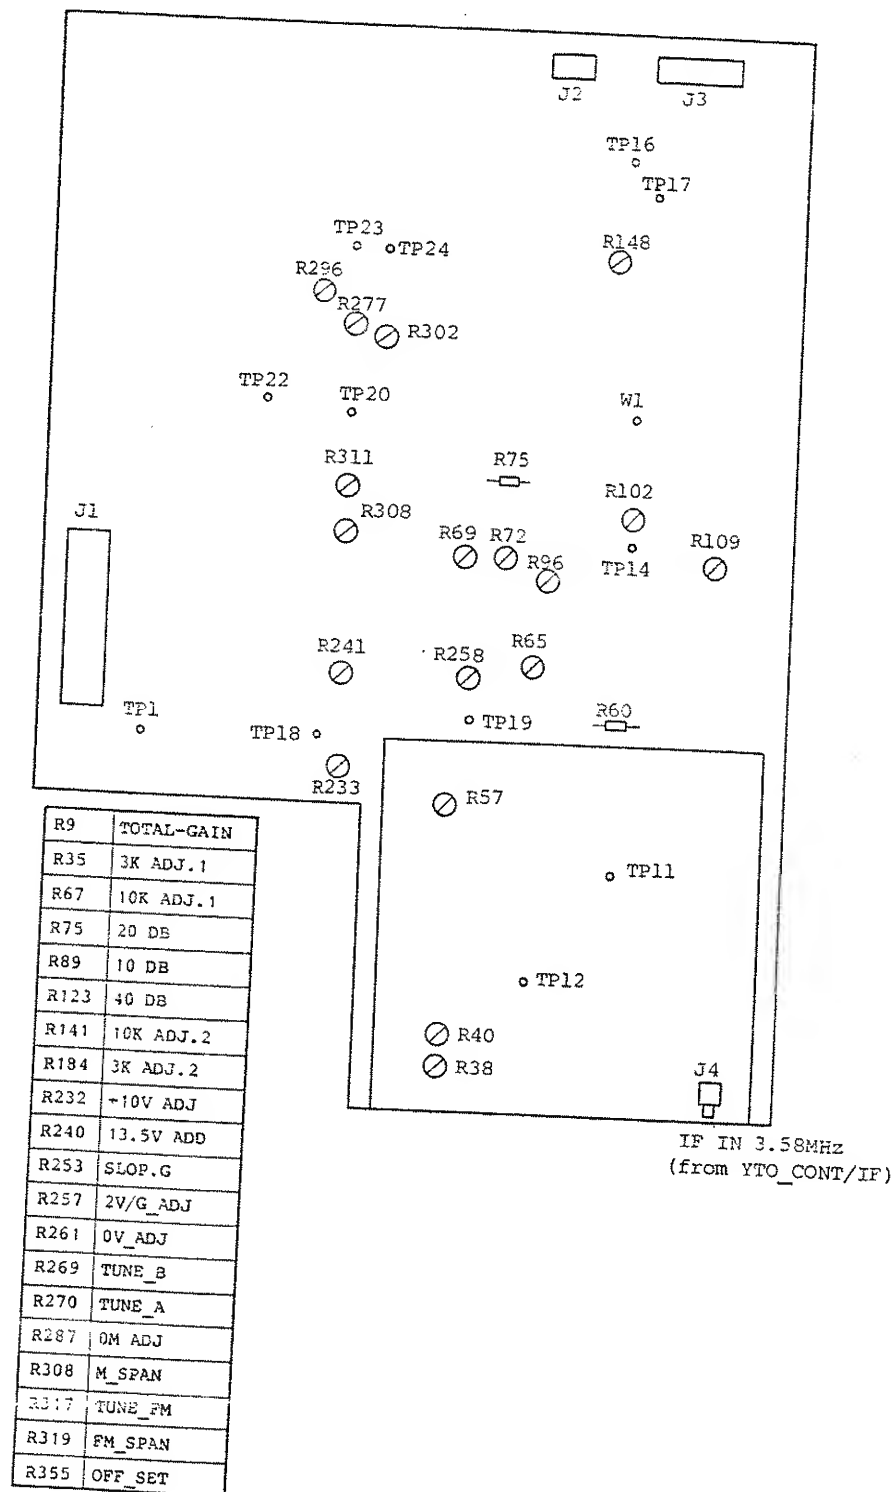 J2
J3
TP16
TP17
TP23
TP24
R148
R296
R277
R302
TP22
TP20
W1
R311
R75
R102
J1
R308
R69 R72
R109
R96
TP14
R241
R258
R65
TP1
TP18
TP19
R60
R233
R57
TP11
TP12
R40
R38
J4
IF IN 3.58MHz
(from YTO_CONT/IF)
R9 TOTAL-GAIN
R35 3K ADJ.1
R67 10K ADJ.1
R75 20 DB
R89 10 DB
R123 40 DB
R141 10K ADJ.2
R184 3K ADJ.2
R232 -10V ADJ
R240 13.5V ADD
R253 SLOP.G
R257 2V/G_ADJ
R261 0V_ADJ
R269 TUNE_B
R270 TUNE_A
R287 0M ADJ
R308 M_SPAN
R317 TUNE_FM
R319 FM_SPAN
R355 OFF_SET